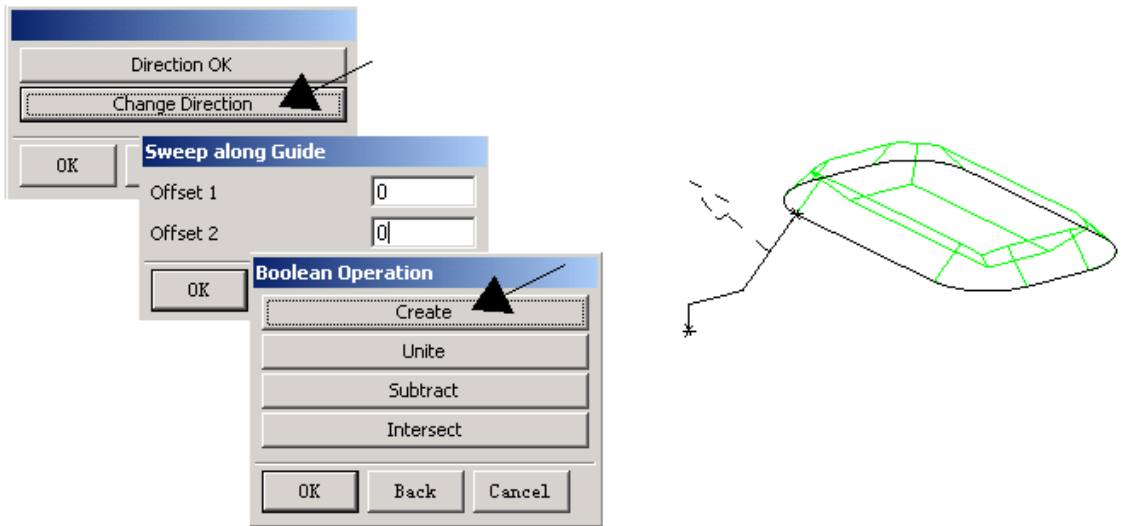 Direction OK
Change Direction
OK
Sweep along Guide
Offset 1 0
Offset 2 0
OK
Boolean Operation
Create
Unite
Subtract
Intersect
OK Back Cancel